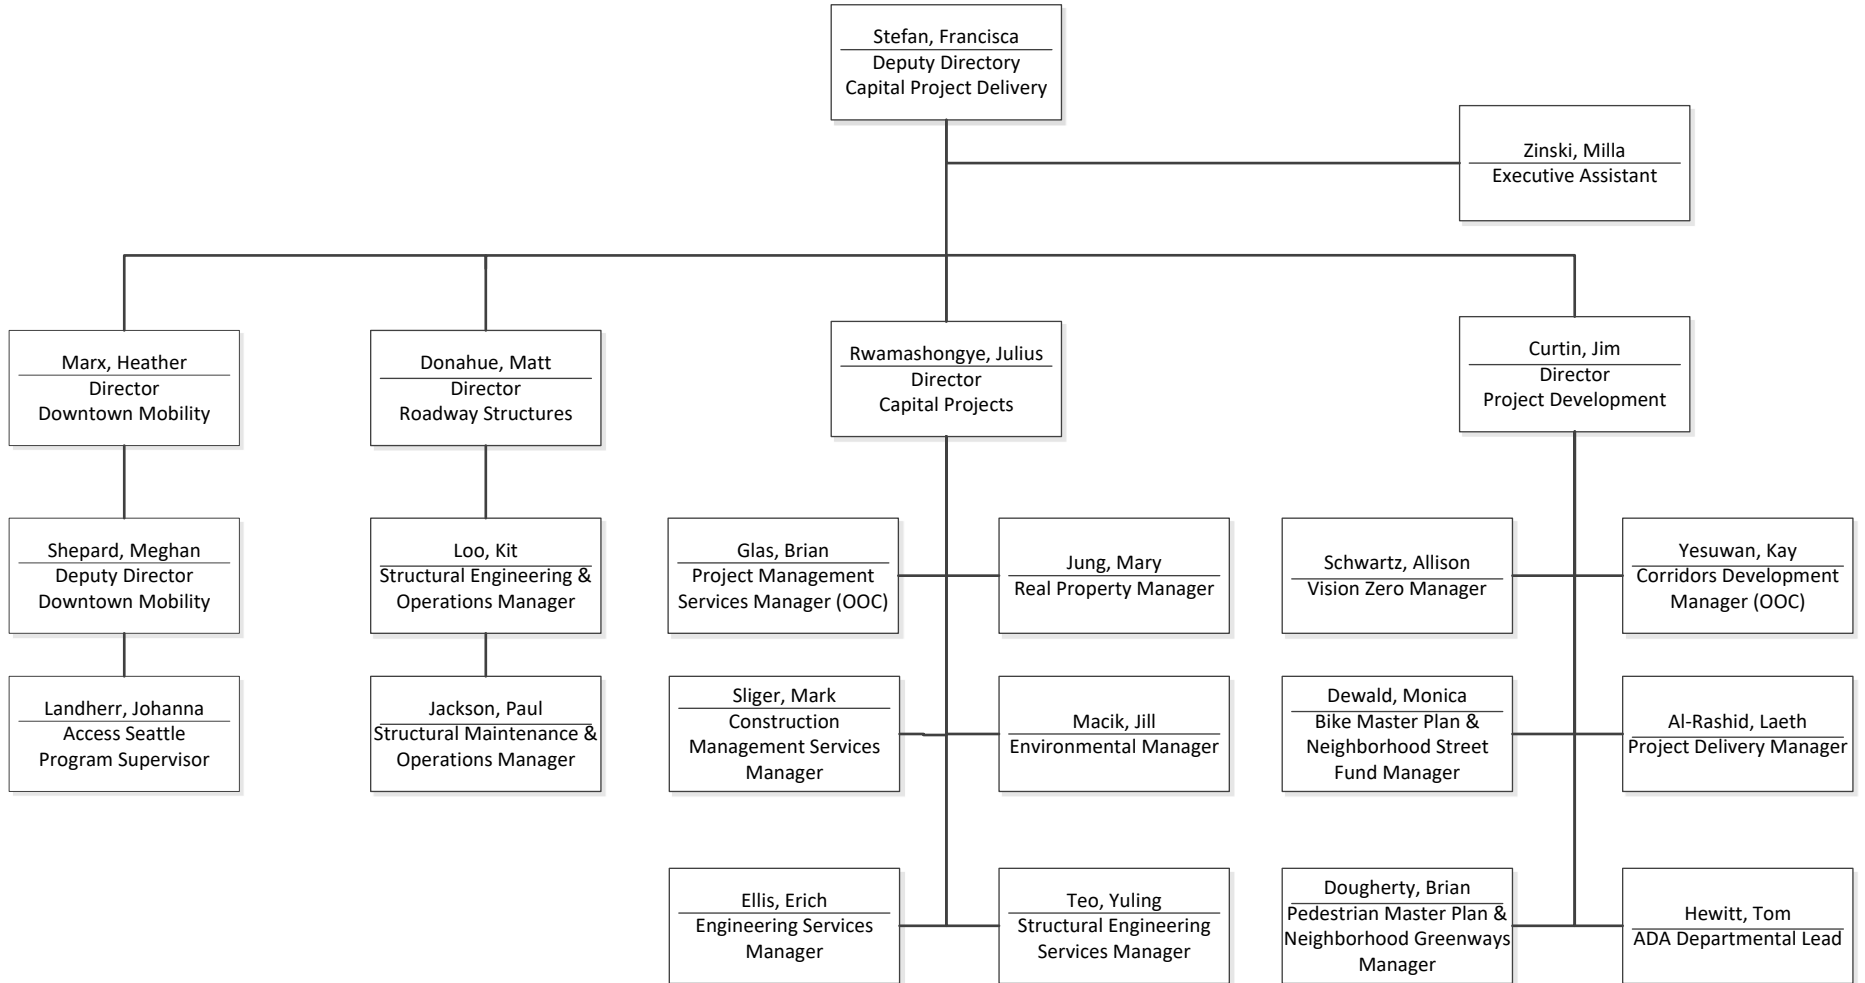 Stefan, Francisca
Deputy Directory
Capital Project Delivery
Zinski, Milla
Executive Assistant
Marx, Heather
Director
Downtown Mobility
Donahue, Matt
Director
Roadway Structures
Rwamashongye, Julius
Director
Capital Projects
Curtin, Jim
Director
Project Development
Shepard, Meghan
Deputy Director
Downtown Mobility
Loo, Kit
Structural Engineering &
Operations Manager
Glas, Brian
Project Management
Services Manager (OOC)
Jung, Mary
Real Property Manager
Schwartz, Allison
Vision Zero Manager
Yesuwan, Kay
Corridors Development
Manager (OOC)
Landherr, Johanna
Access Seattle
Program Supervisor
Jackson, Paul
Structural Maintenance &
Operations Manager
Sliger, Mark
Construction
Management Services
Manager
Macik, Jill
Environmental Manager
Dewald, Monica
Bike Master Plan &
Neighborhood Street
Fund Manager
Al-Rashid, Laeth
Project Delivery Manager
Ellis, Erich
Engineering Services
Manager
Teo, Yuling
Structural Engineering
Services Manager
Dougherty, Brian
Pedestrian Master Plan &
Neighborhood Greenways
Manager
Hewitt, Tom
ADA Departmental Lead